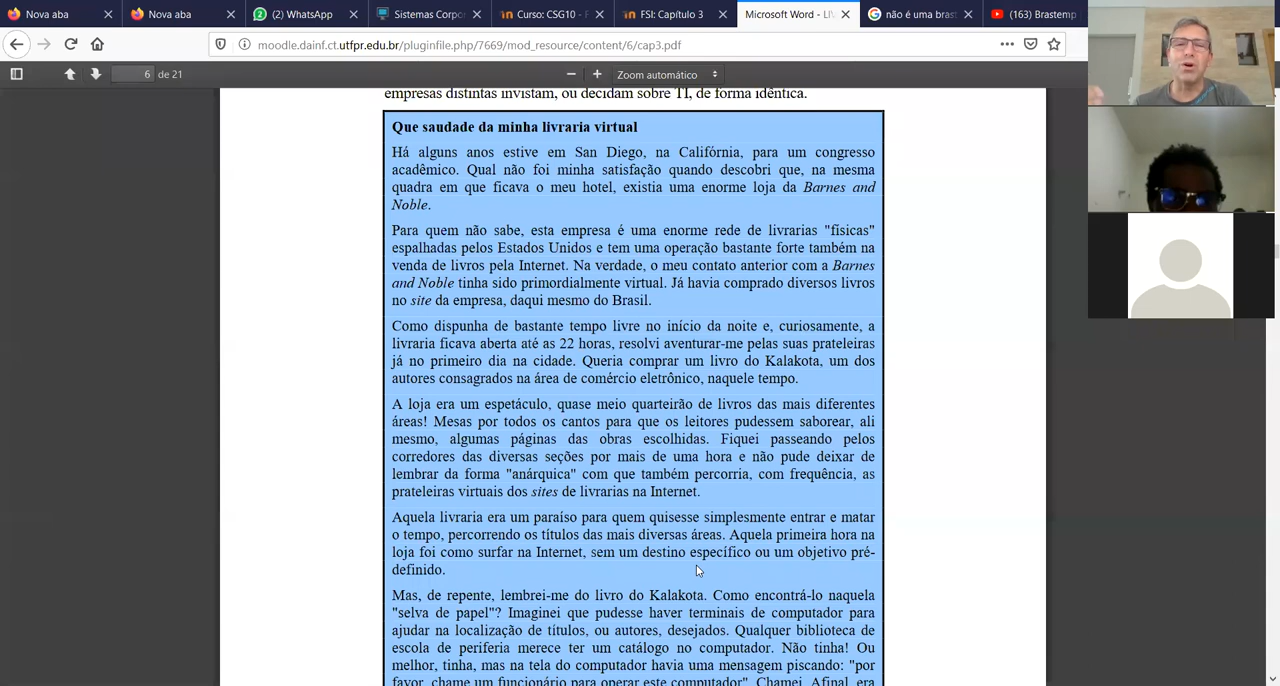 Nova aba
Nova aba
(2) WhatsApp
Sistemas Corpo
Curso: CSG10 - F
FSI: Capítulo 3
Microsoft Word - LIV
não é uma brast
(163) Brastemp
moodle.dainf.ct.utfpr.edu.br/pluginfile.php/7669/mod_resource/content/6/cap3.pdf
6 de 21
Zoom automático
empresas distintas invistam, ou decidam sobre TI, de forma idêntica.
Que saudade da minha livraria virtual
Há alguns anos estive em San Diego, na Califórnia, para um congresso
acadêmico. Qual não foi minha satisfação quando descobri que, na mesma
quadra em que ficava o meu hotel, existia uma enorme loja da Barnes and
Noble.
Para quem não sabe, esta empresa é uma enorme rede de livrarias "físicas"
espalhadas pelos Estados Unidos e tem uma operação bastante forte também na
venda de livros pela Internet. Na verdade, o meu contato anterior com a Barnes
and Noble tinha sido primordialmente virtual. Já havia comprado diversos livros
no site da empresa, daqui mesmo do Brasil.
Como dispunha de bastante tempo livre no início da noite e, curiosamente, a
livraria ficava aberta até as 22 horas, resolvi aventurar-me pelas suas prateleiras
já no primeiro dia na cidade. Queria comprar um livro do Kalakota, um dos
autores consagrados na área de comércio eletrônico, naquele tempo.
A loja era um espetáculo, quase meio quarteirão de livros das mais diferentes
áreas! Mesas por todos os cantos para que os leitores pudessem saborear, ali
mesmo, algumas páginas das obras escolhidas. Fiquei passeando pelos
corredores das diversas seções por mais de uma hora e não pude deixar de
lembrar da forma "anárquica" com que também percorria, com frequência, as
prateleiras virtuais dos sites de livrarias na Internet.
Aquela livraria era um paraíso para quem quisesse simplesmente entrar e matar
o tempo, percorrendo os títulos das mais diversas áreas. Aquela primeira hora na
loja foi como surfar na Internet, sem um destino específico ou um objetivo pré-
definido.
Mas, de repente, lembrei-me do livro do Kalakota. Como encontrá-lo naquela
"selva de papel"? Imaginei que pudesse haver terminais de computador para
ajudar na localização de títulos, ou autores, desejados. Qualquer biblioteca de
escola de periferia merece ter um catálogo no computador. Não tinha! Ou
melhor, tinha, mas na tela do computador havia uma mensagem piscando: "por
favor, chame um funcionário para operar este computador". Chamei. Afinal, era